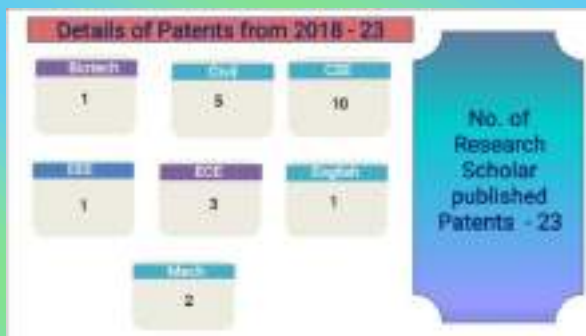 Details of Patents from 2018 - 23
Biotech
1
Civil
5
CSE
10
EEE
1
ECE
3
English
1
Mech
2
No. of
Research
Scholar
published
Patents - 23